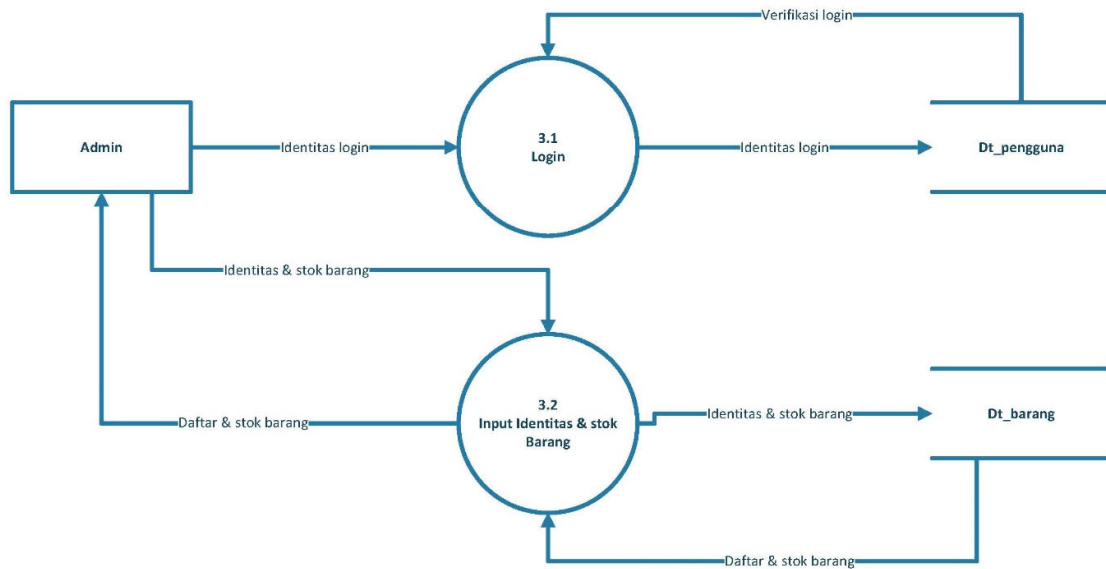 Verifikasi login
Admin
Identitas login
3.1
Login
Identitas login
Dt_pengguna
Identitas & stok barang
Daftar & stok barang
3.2
Input Identitas & stok
Barang
Identitas & stok barang
Dt_barang
Daftar & stok barang